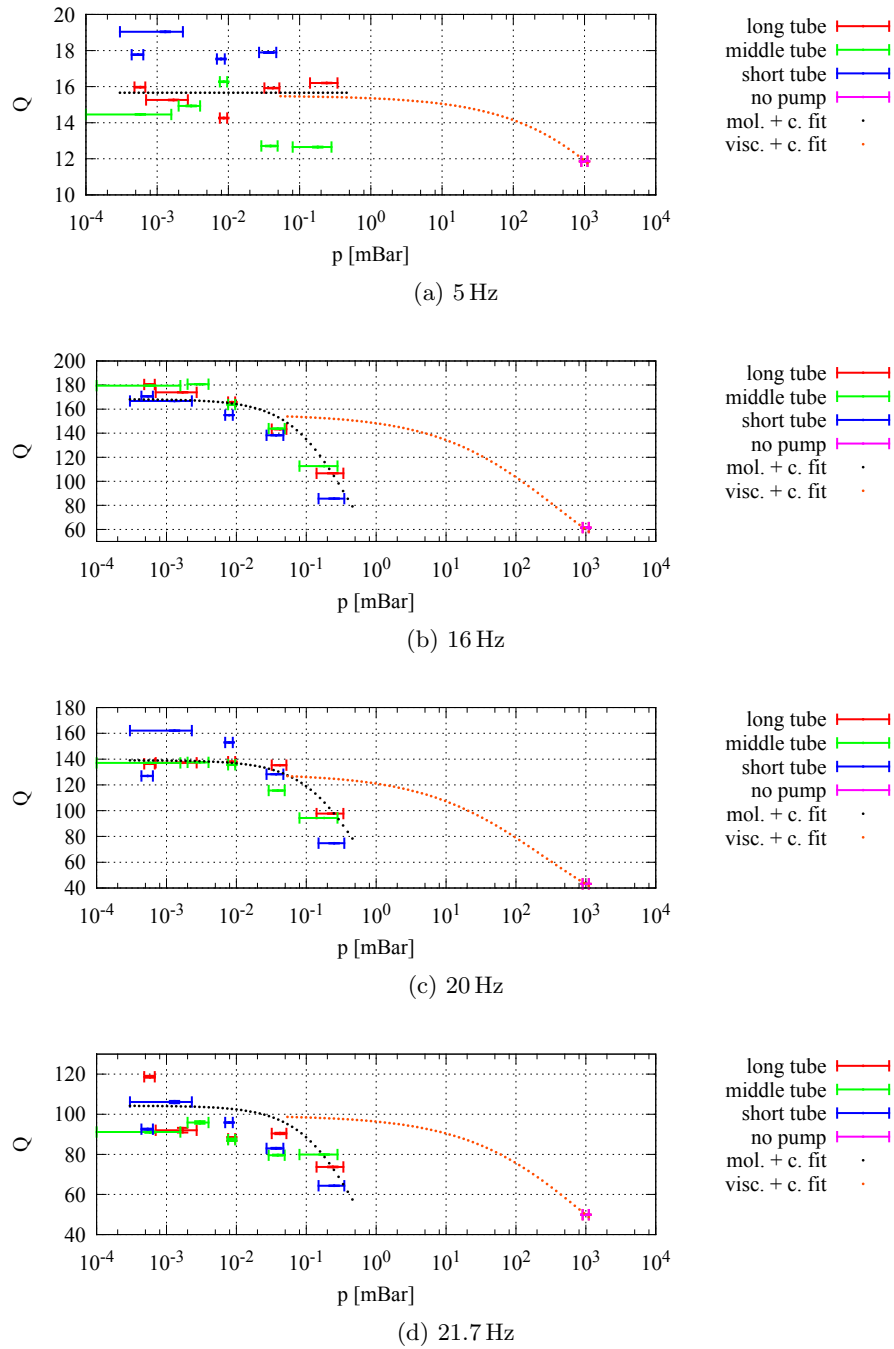 20
18
16
14
12
10
Q
10⁻⁴ 10⁻³ 10⁻² 10⁻¹ 10⁰ 10¹ 10² 10³ 10⁴
p [mBar]
long tube
middle tube
short tube
no pump
mol. + c. fit
visc. + c. fit
(a) 5 Hz
200
180
160
140
120
100
80
60
Q
10⁻⁴ 10⁻³ 10⁻² 10⁻¹ 10⁰ 10¹ 10² 10³ 10⁴
p [mBar]
long tube
middle tube
short tube
no pump
mol. + c. fit
visc. + c. fit
(b) 16 Hz
180
160
140
120
100
80
60
40
Q
10⁻⁴ 10⁻³ 10⁻² 10⁻¹ 10⁰ 10¹ 10² 10³ 10⁴
p [mBar]
long tube
middle tube
short tube
no pump
mol. + c. fit
visc. + c. fit
(c) 20 Hz
120
100
80
60
40
Q
10⁻⁴ 10⁻³ 10⁻² 10⁻¹ 10⁰ 10¹ 10² 10³ 10⁴
p [mBar]
long tube
middle tube
short tube
no pump
mol. + c. fit
visc. + c. fit
(d) 21.7 Hz